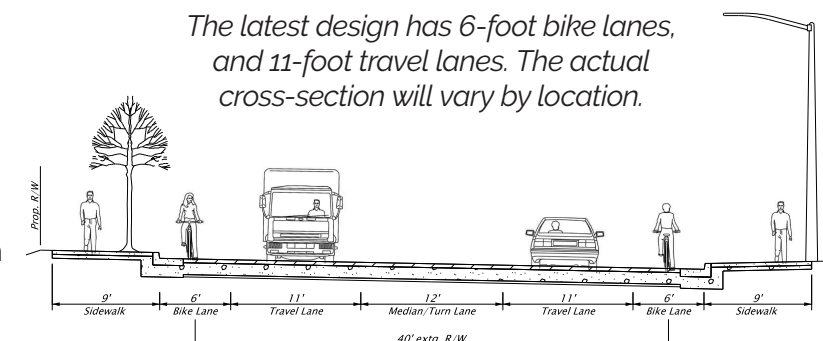 The latest design has 6-foot bike lanes,
and 11-foot travel lanes. The actual
cross-section will vary by location.
Prop. R/W
9' 6' 11' 12' 11' 6' 9'
Sidewalk Bike Lane Travel Lane Median/Turn Lane Travel Lane Bike Lane Sidewalk
40' extg. R/W